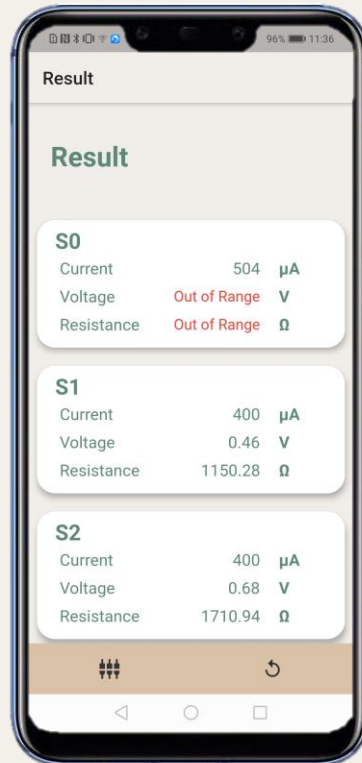 96% 11:36
Result
Result
S0
Current 504 μA
Voltage Out of Range V
Resistance Out of Range Ω
S1
Current 400 μA
Voltage 0.46 V
Resistance 1150.28 Ω
S2
Current 400 μA
Voltage 0.68 V
Resistance 1710.94 Ω